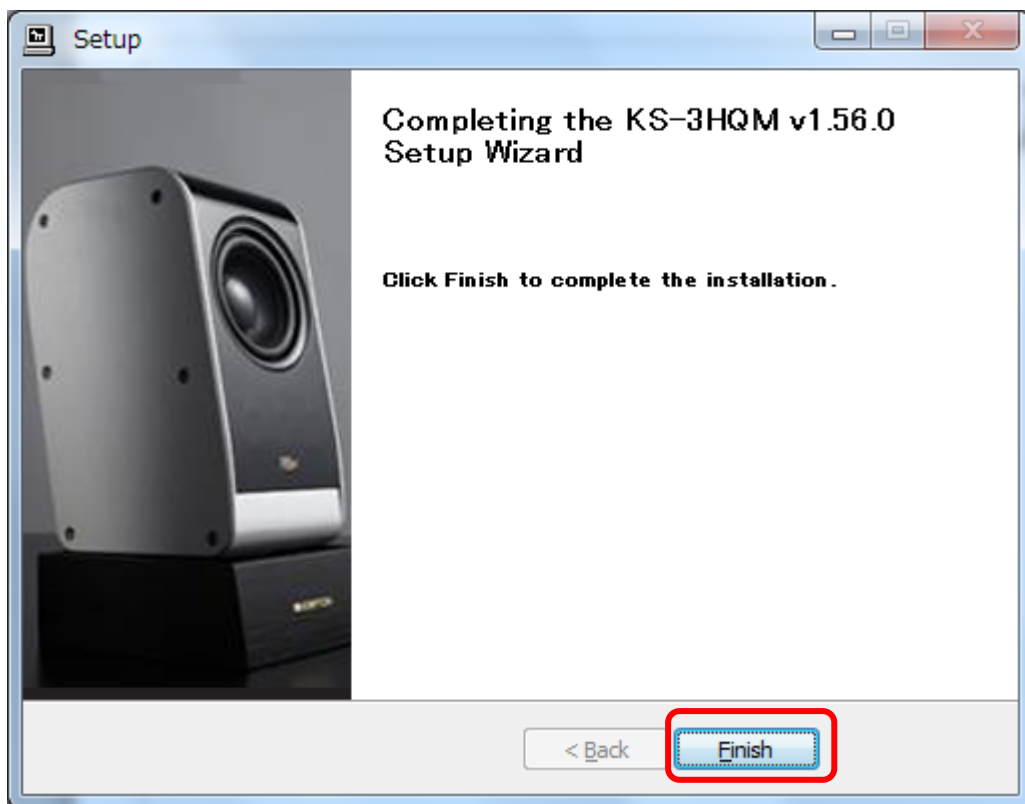 Setup
Completing the KS-3HQM v1.56.0
Setup Wizard
Click Finish to complete the installation.
< Back
Finish